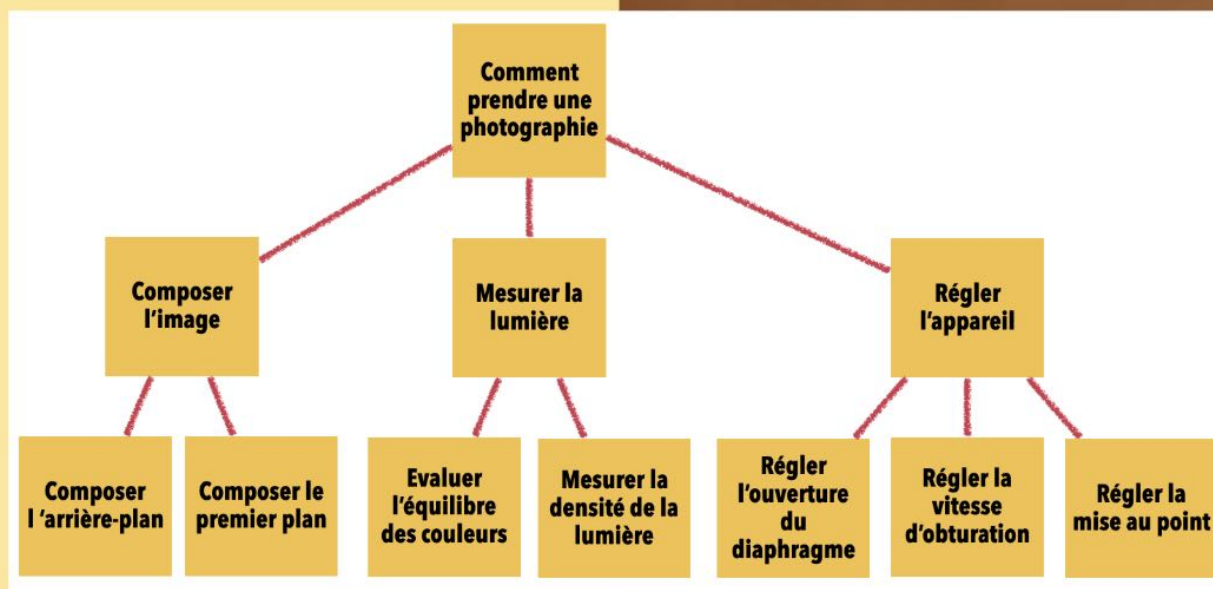 Comment
prendre une
photographie
Composer
l'image
Mesurer la
lumière
Régler
l'appareil
Composer
l 'arrière-plan
Composer le
premier plan
Evaluer
l'équilibre
des couleurs
Mesurer la
densité de la
lumière
Régler
l'ouverture
du
diaphragme
Régler la
vitesse
d'obturation
Régler la
mise au point